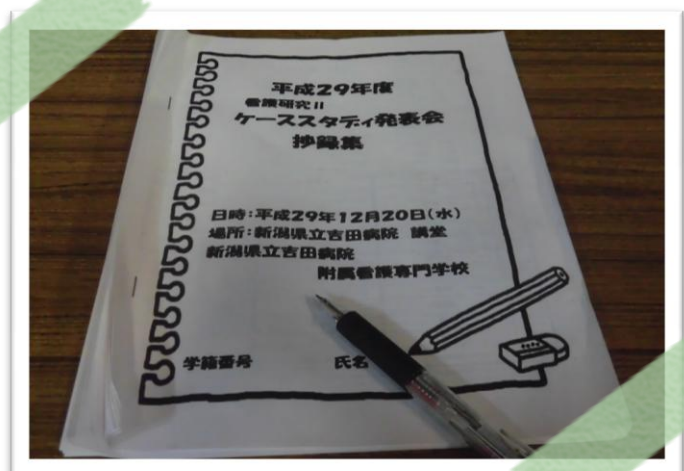 平成29年度
看護研究II
ケーススタディ発表会
抄録集
日時:平成29年12月20日(水)
場所:新潟県立吉田病院 講堂
新潟県立吉田病院
附属看護専門学校
学籍番号 氏名